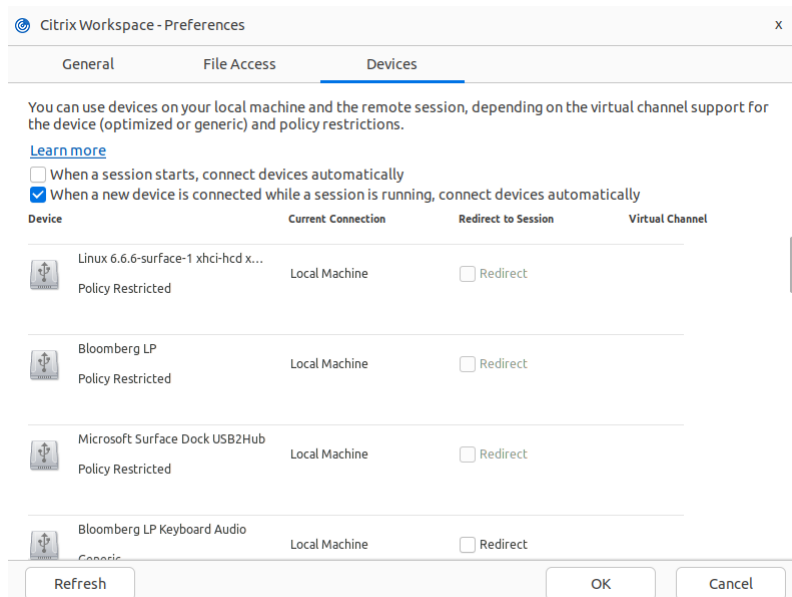 Citrix Workspace - Preferences x
General File Access Devices
You can use devices on your local machine and the remote session, depending on the virtual channel support for
the device (optimized or generic) and policy restrictions.
Learn more
When a session starts, connect devices automatically
When a new device is connected while a session is running, connect devices automatically
Device Current Connection Redirect to Session Virtual Channel
Linux 6.6.6-surface-1 xhci-hcd x...
Policy Restricted
Local Machine Redirect
Bloomberg LP
Policy Restricted
Local Machine Redirect
Microsoft Surface Dock USB2Hub
Policy Restricted
Local Machine Redirect
Bloomberg LP Keyboard Audio
Generic
Local Machine Redirect
Refresh OK Cancel